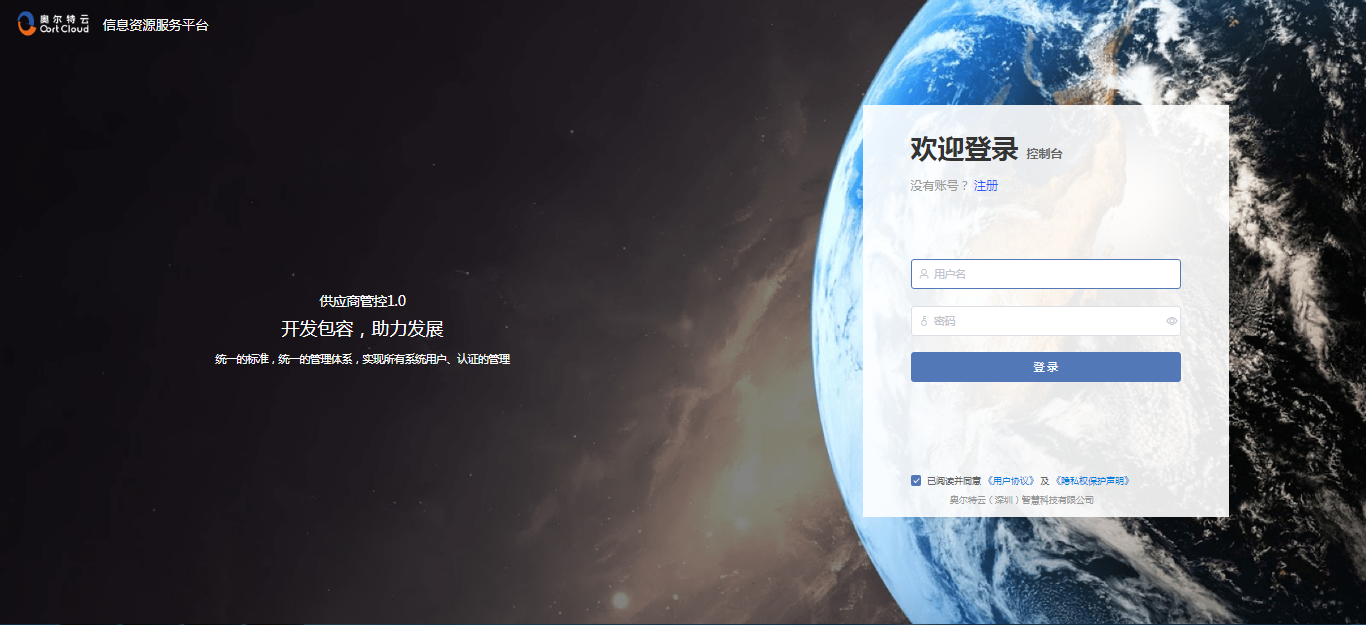 奥尔特云
Oort Cloud
信息资源服务平台
欢迎登录 控制台
没有账号？ 注册
用户名
供应商管控1.0
密码
开发包容，助力发展
统一的标准，统一的管理体系，实现所有系统用户、认证的管理
登录
已阅读并同意 《用户协议》 及 《隐私权保护声明》
奥尔特云（深圳）智慧科技有限公司